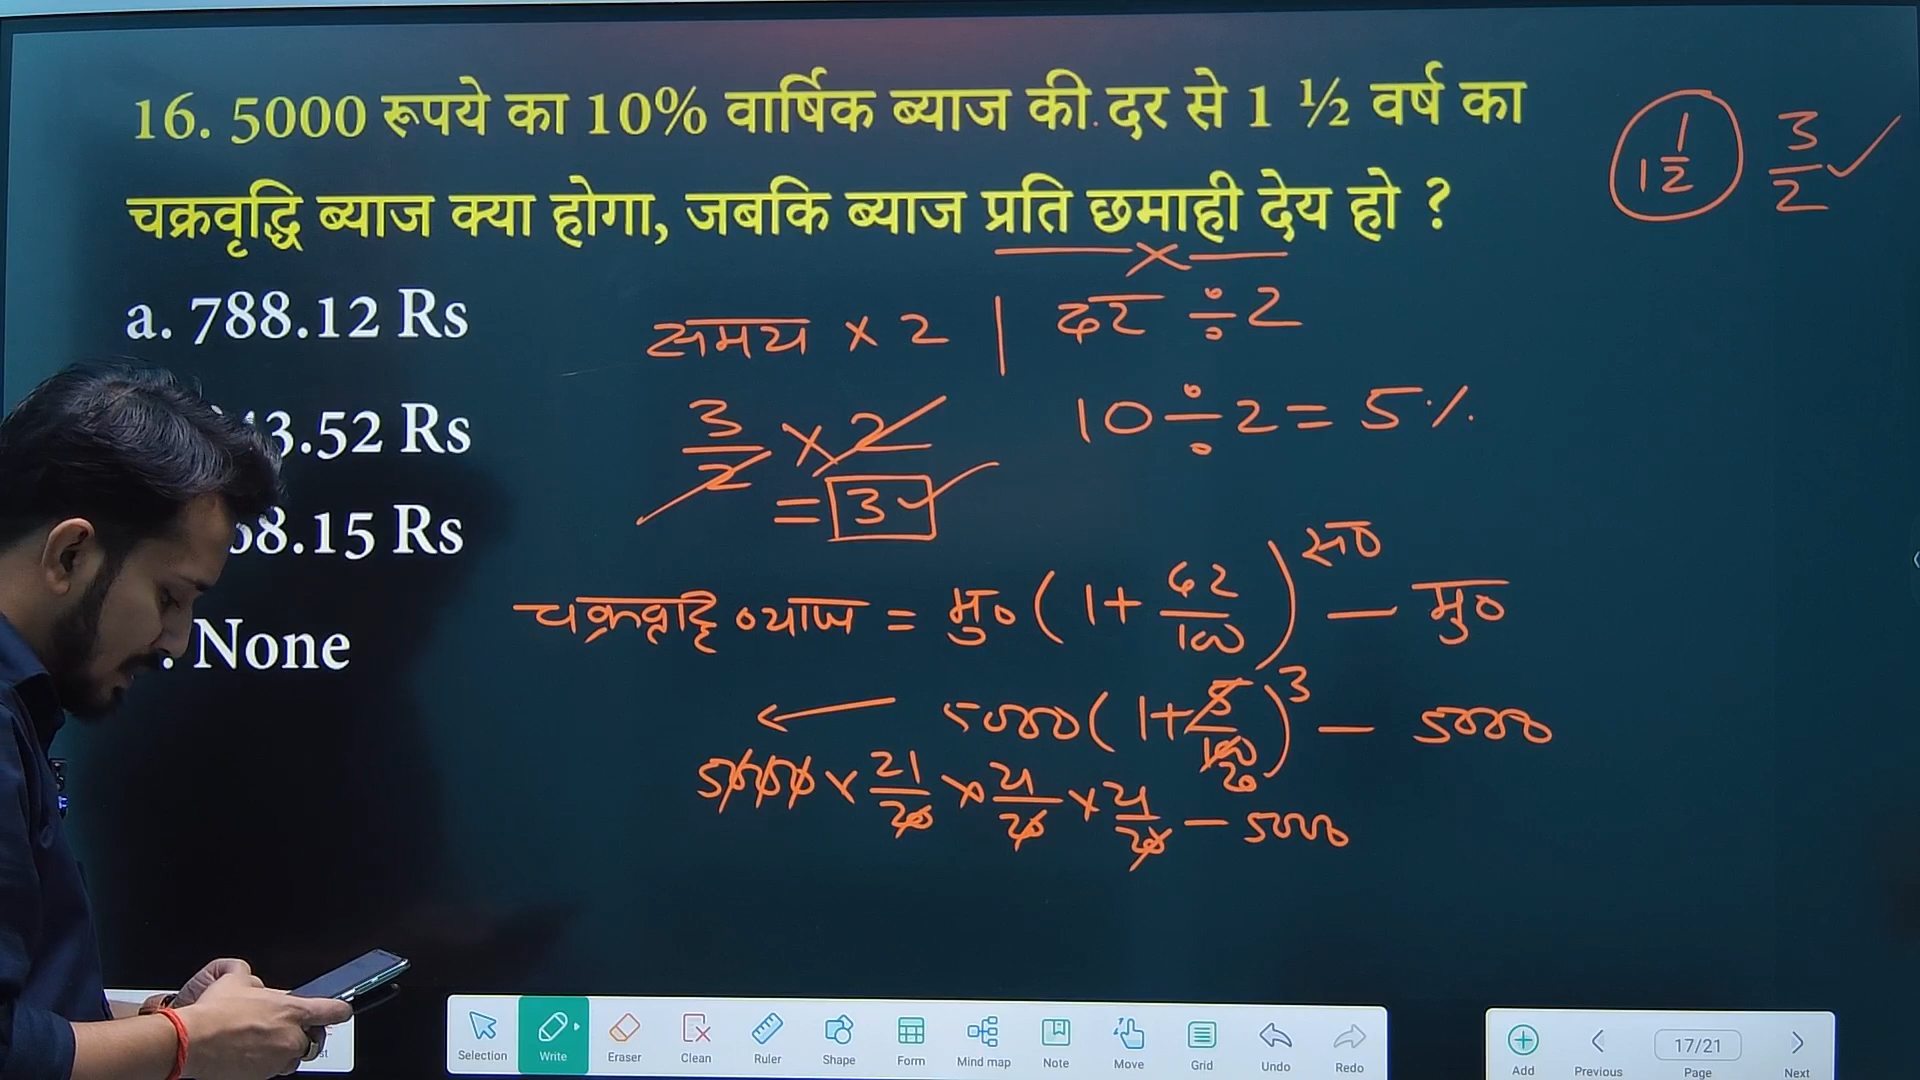 16. 5000 रूपये का 10% वार्षिक ब्याज की दर से 1 ½ वर्ष का
चक्रवृद्धि ब्याज क्या होगा, जबकि ब्याज प्रति छमाही देय हो ?
1 1/2 3/2 ✓
a. 788.12 Rs
3.52 Rs
8.15 Rs
. None
समय × 2 | दर ÷ 2
3/2 × 2
= 3 ✓
10 ÷ 2 = 5%
चक्रवृद्धि ब्याज = मु० ( 1 + दर/100 )^स० − मु०
← 5000 ( 1 + 5/100 )^3 − 5000
20
5000 × 21/20 × 21/20 × 21/20 − 5000
Selection Write Eraser Clean Ruler Shape Form Mind map Note Move Grid Undo Redo
Add Previous 17/21 Page Next